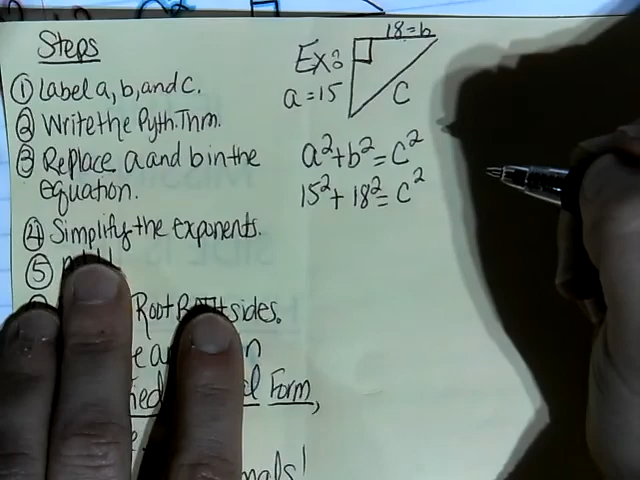 Steps
① Label a, b, and c.
② Write the Pyth. Thm.
③ Replace a and b in the
equation.
④ Simplify the exponents.
⑤
Root sides.
Form,
Ex:
18=b
a=15
C
a²+b²=c²
15²+18²=c²